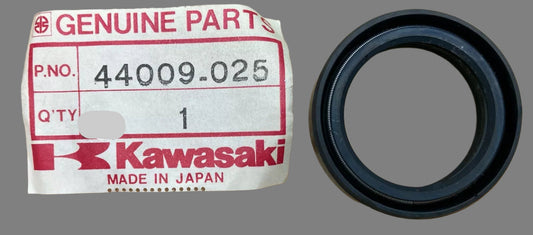 GENUINE PARTS
P.NO. 44009-025
Q'TY 1
Kawasaki
MADE IN JAPAN